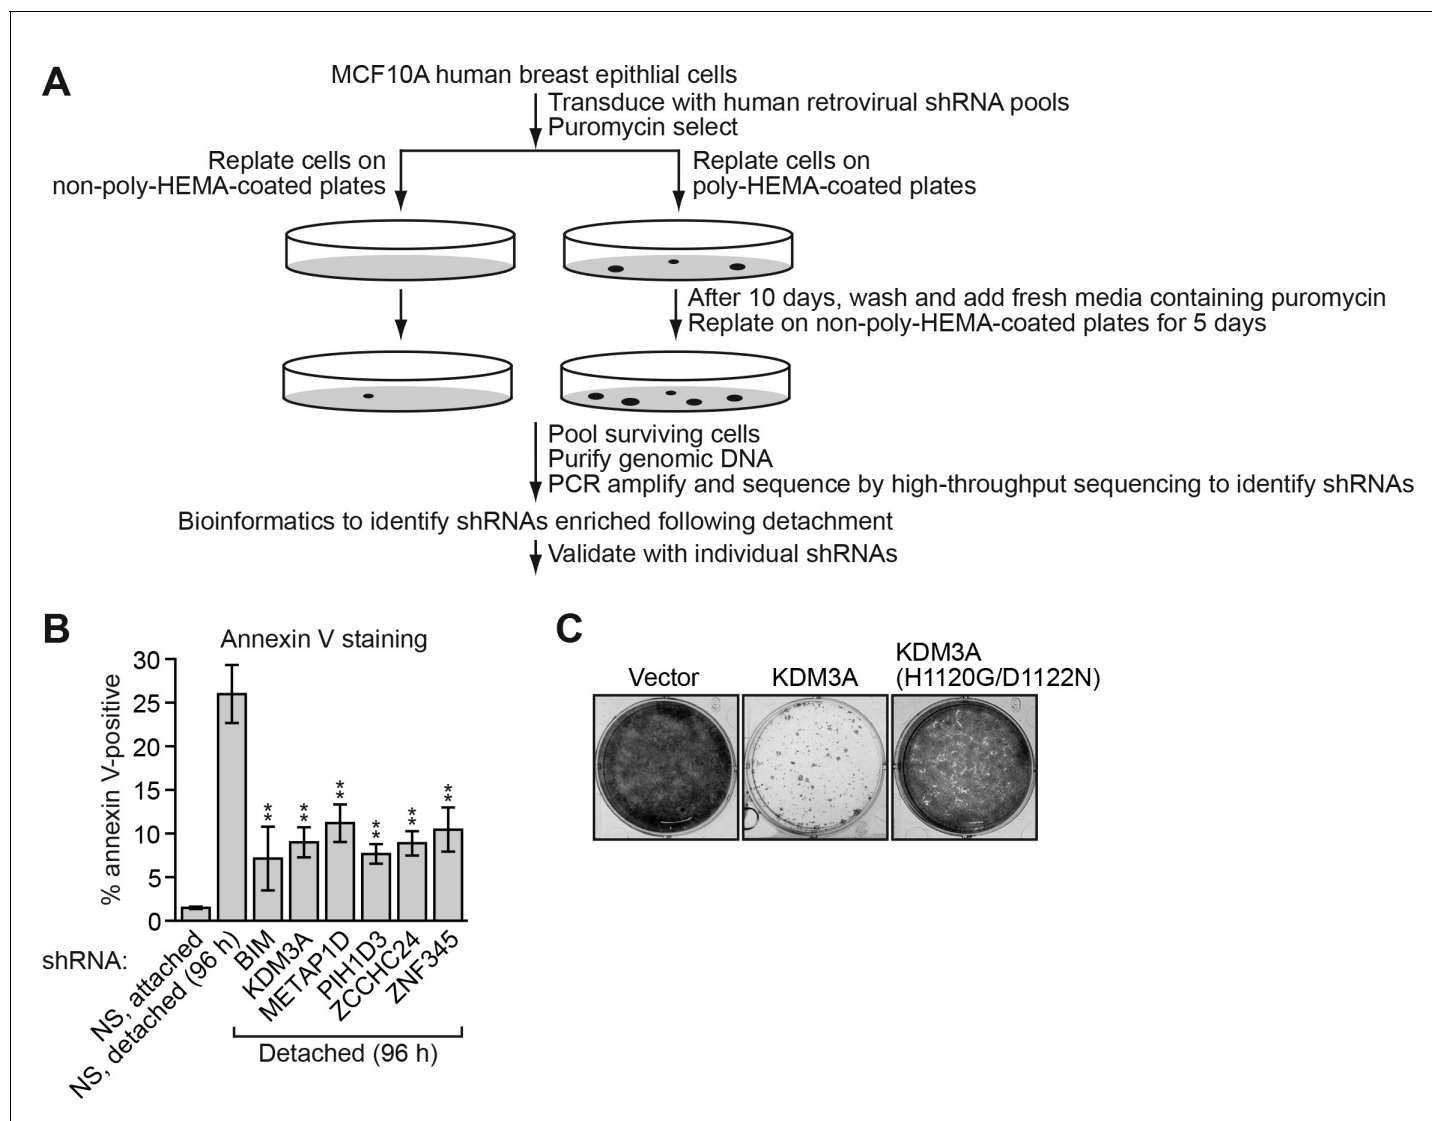 A
MCF10A human breast epithlial cells
Transduce with human retrovirual shRNA pools
Puromycin select
Replate cells on
non-poly-HEMA-coated plates
Replate cells on
poly-HEMA-coated plates
After 10 days, wash and add fresh media containing puromycin
Replate on non-poly-HEMA-coated plates for 5 days
Pool surviving cells
Purify genomic DNA
PCR amplify and sequence by high-throughput sequencing to identify shRNAs
Bioinformatics to identify shRNAs enriched following detachment
Validate with individual shRNAs
B
Annexin V staining
% annexin V-positive
30
25
20
15
10
5
0
**
**
**
**
**
**
shRNA:
NS, attached
NS, detached (96 h)
BIM
KDM3A
METAP1D
PIH1D3
ZCCHC24
ZNF345
Detached (96 h)
C
Vector
KDM3A
KDM3A
(H1120G/D1122N)